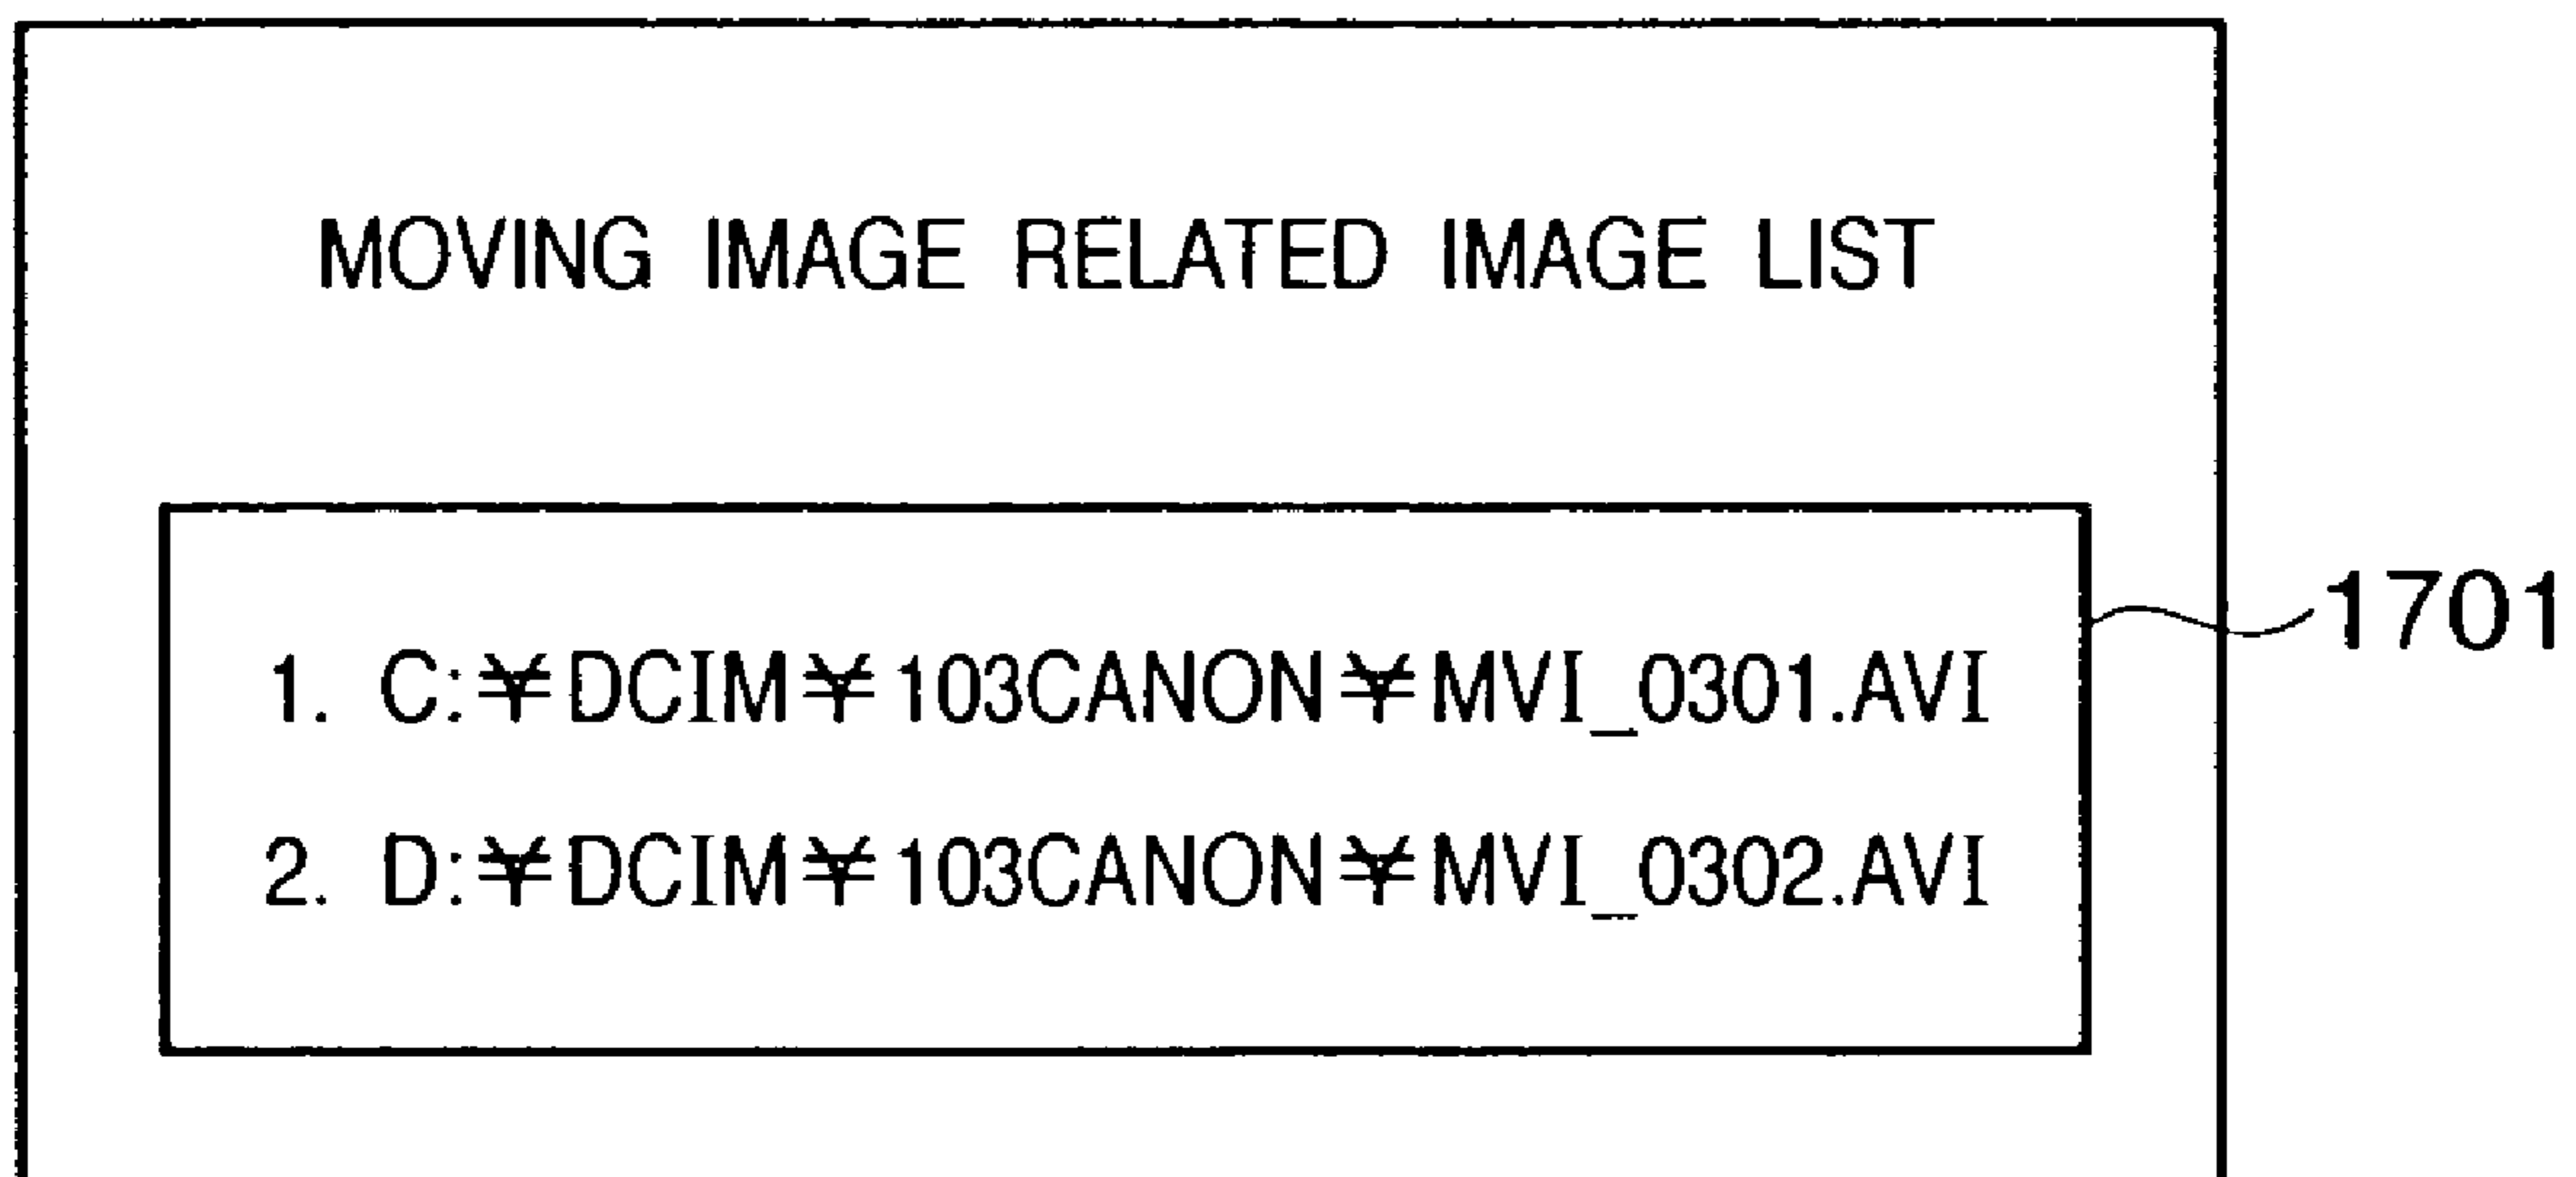 MOVING IMAGE RELATED IMAGE LIST
1. C:¥DCIM¥103CANON¥MVI_0301.AVI
1701
2. D:¥DCIM¥103CANON¥MVI_0302.AVI